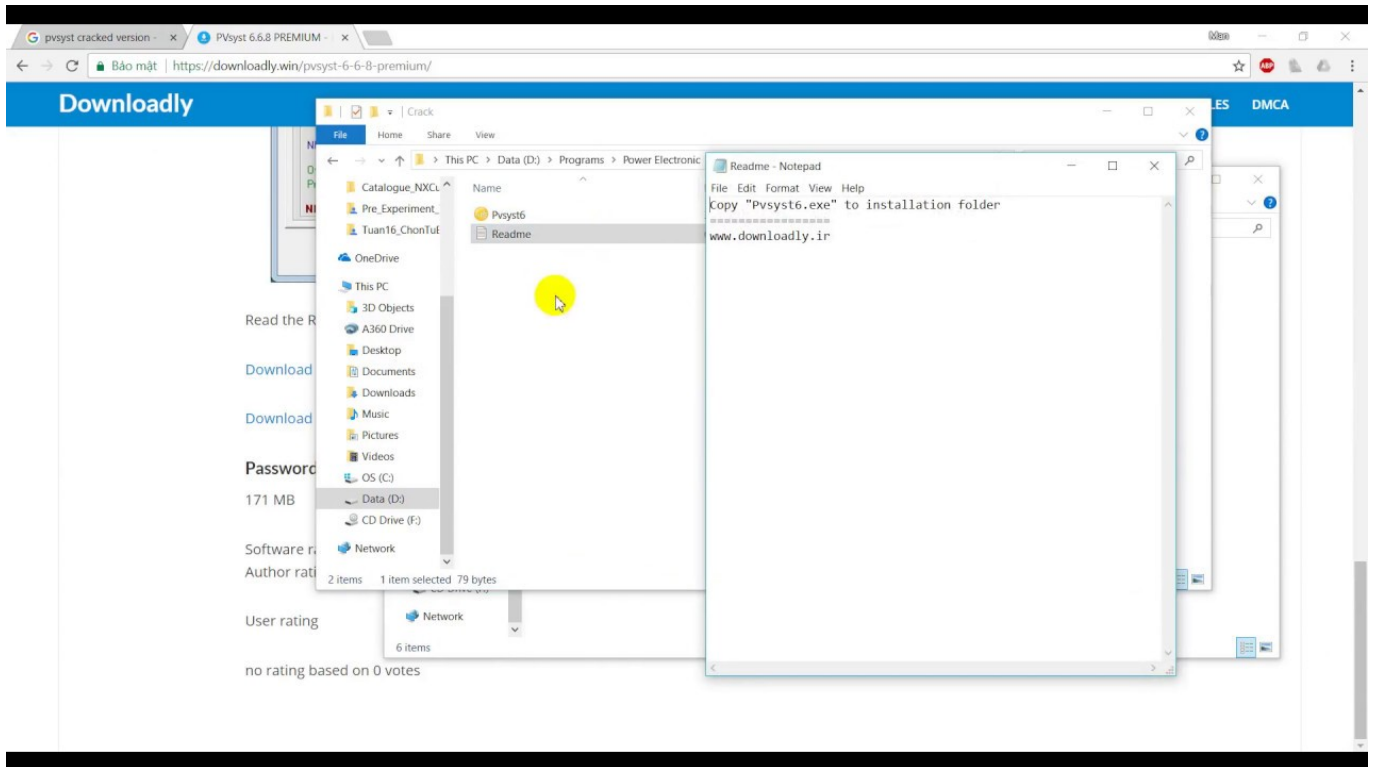 pvsyst cracked version -
PVsyst 6.6.8 PREMIUM -
Man
Bảo mật
https://downloadly.win/pvsyst-6-6-8-premium/
ABP
Downloadly
DMCA
Crack
File Home Share View
This PC > Data (D:) > Programs > Power Electronic
Catalogue_NXCL
Pre_Experiment_
Tuan16_ChonTuE
OneDrive
This PC
3D Objects
A360 Drive
Desktop
Documents
Downloads
Music
Pictures
Videos
OS (C:)
Data (D:)
CD Drive (F:)
Network
Name
Pvsyst6
Readme
2 items 1 item selected 79 bytes
Readme - Notepad
File Edit Format View Help
Copy "Pvsyst6.exe" to installation folder
=================
www.downloadly.ir
Read the R
Download
Download
Password
171 MB
Software ra
Author rati
User rating
no rating based on 0 votes
Network
6 items